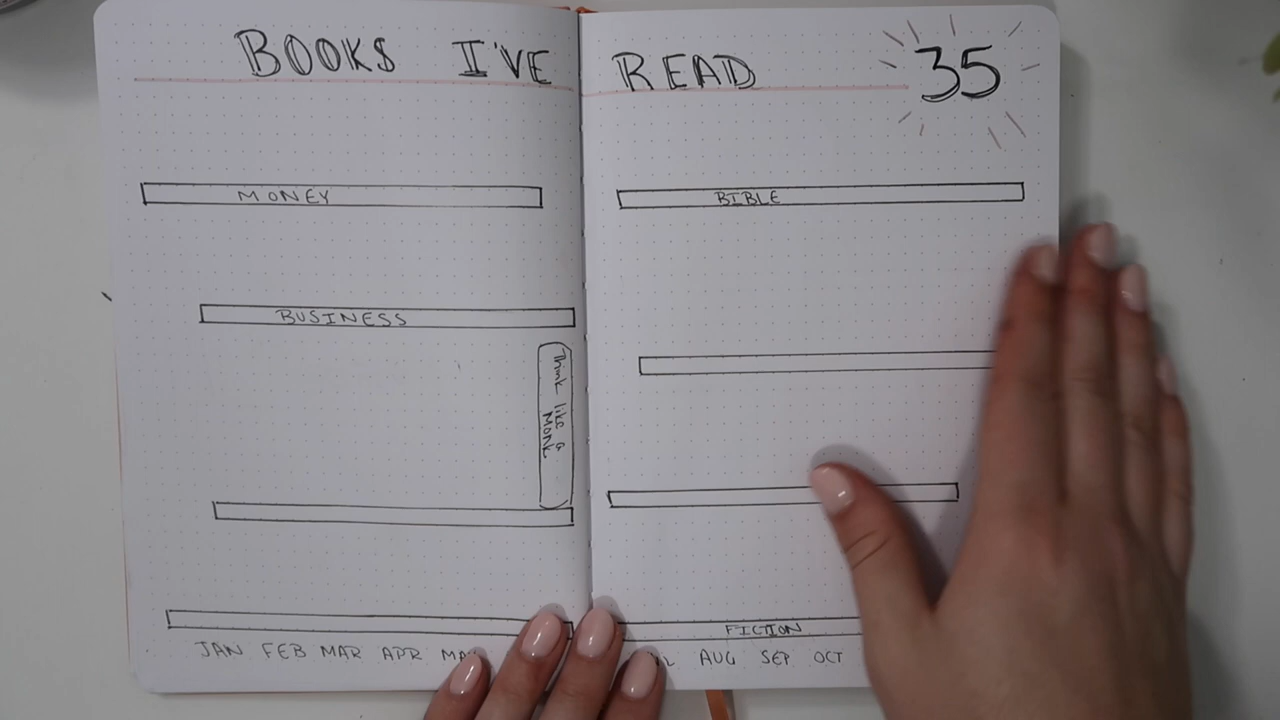 BOOKS I'VE READ 35
MONEY
BUSINESS
Think like a
Monk
BIBLE
FICTION
JAN FEB MAR APR AUG SEP OCT